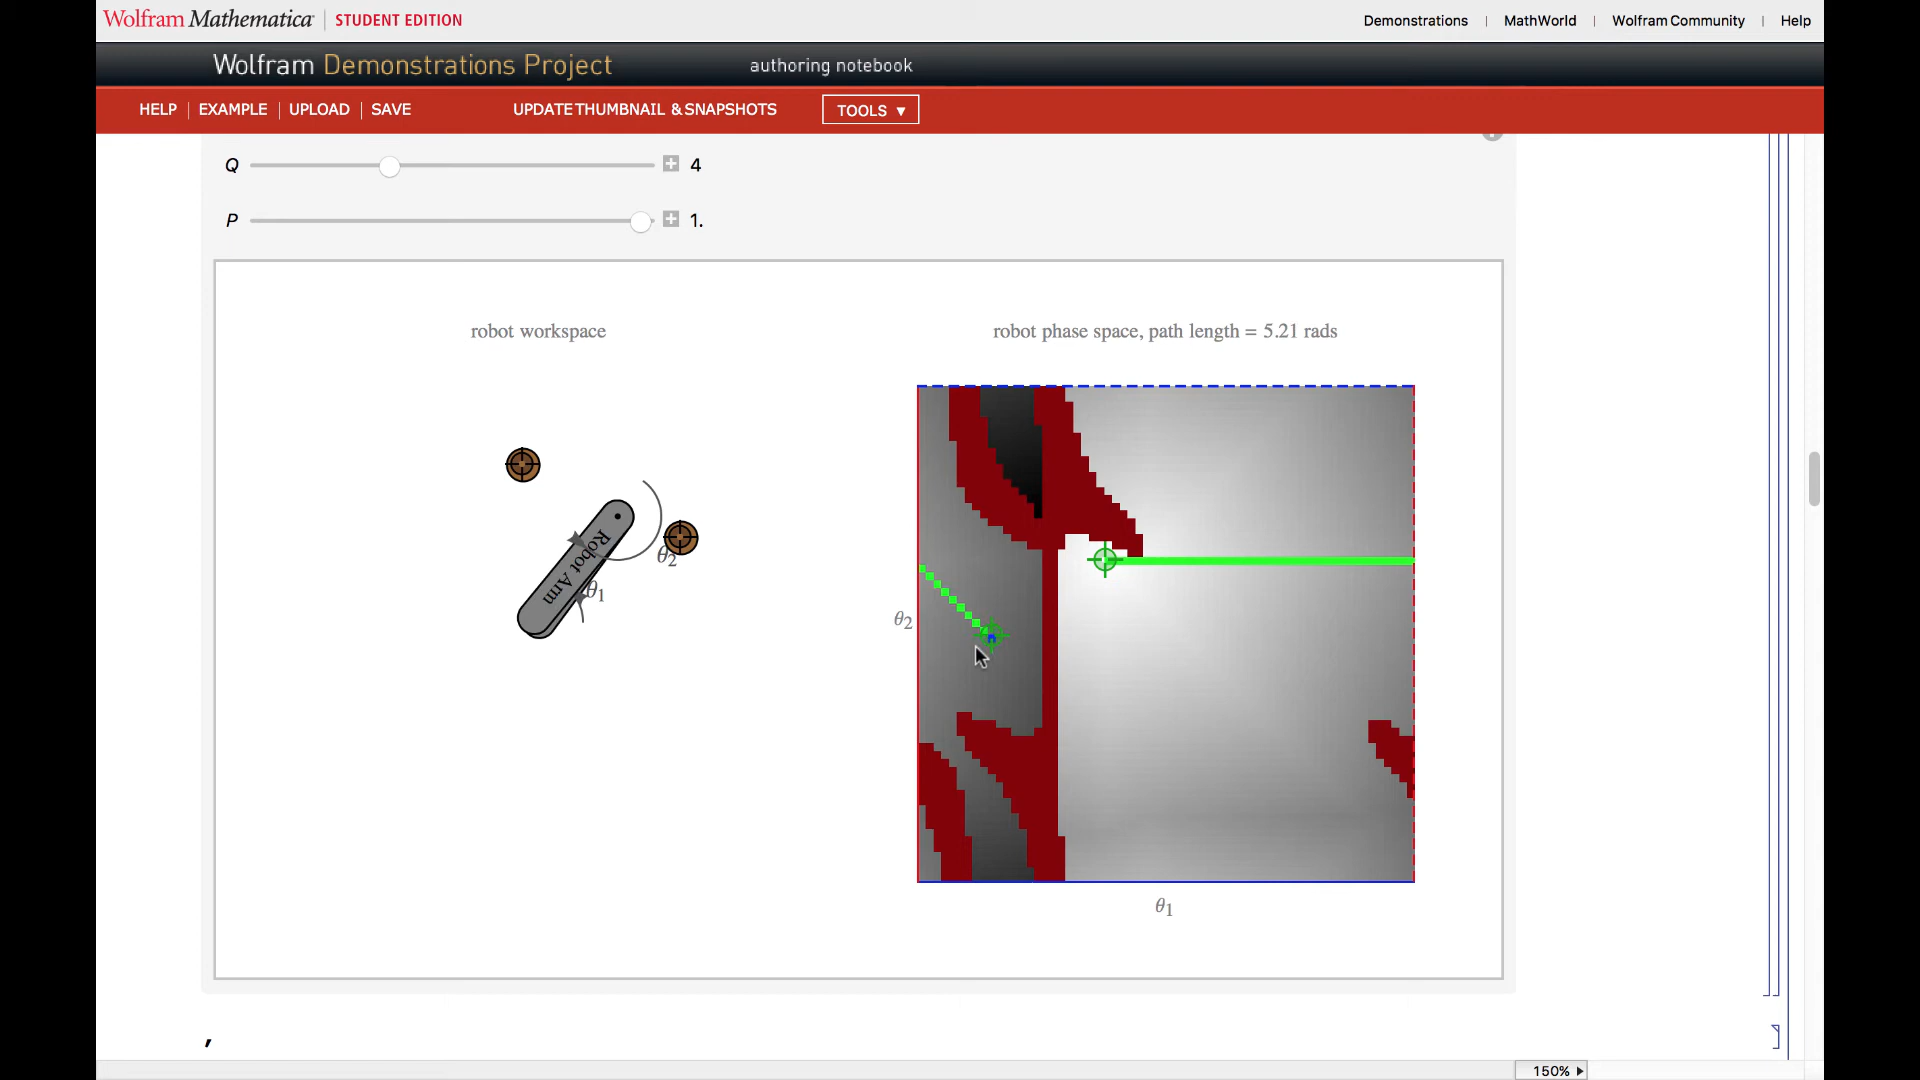 Wolfram Mathematica | STUDENT EDITION
Demonstrations | MathWorld | Wolfram Community | Help
Wolfram Demonstrations Project authoring notebook
HELP | EXAMPLE | UPLOAD | SAVE UPDATE THUMBNAIL & SNAPSHOTS TOOLS ▼
Q 4
P 1.
robot workspace
robot phase space, path length = 5.21 rads
Robot Arm
θ2
θ1
θ2
θ1
,
150% ▶